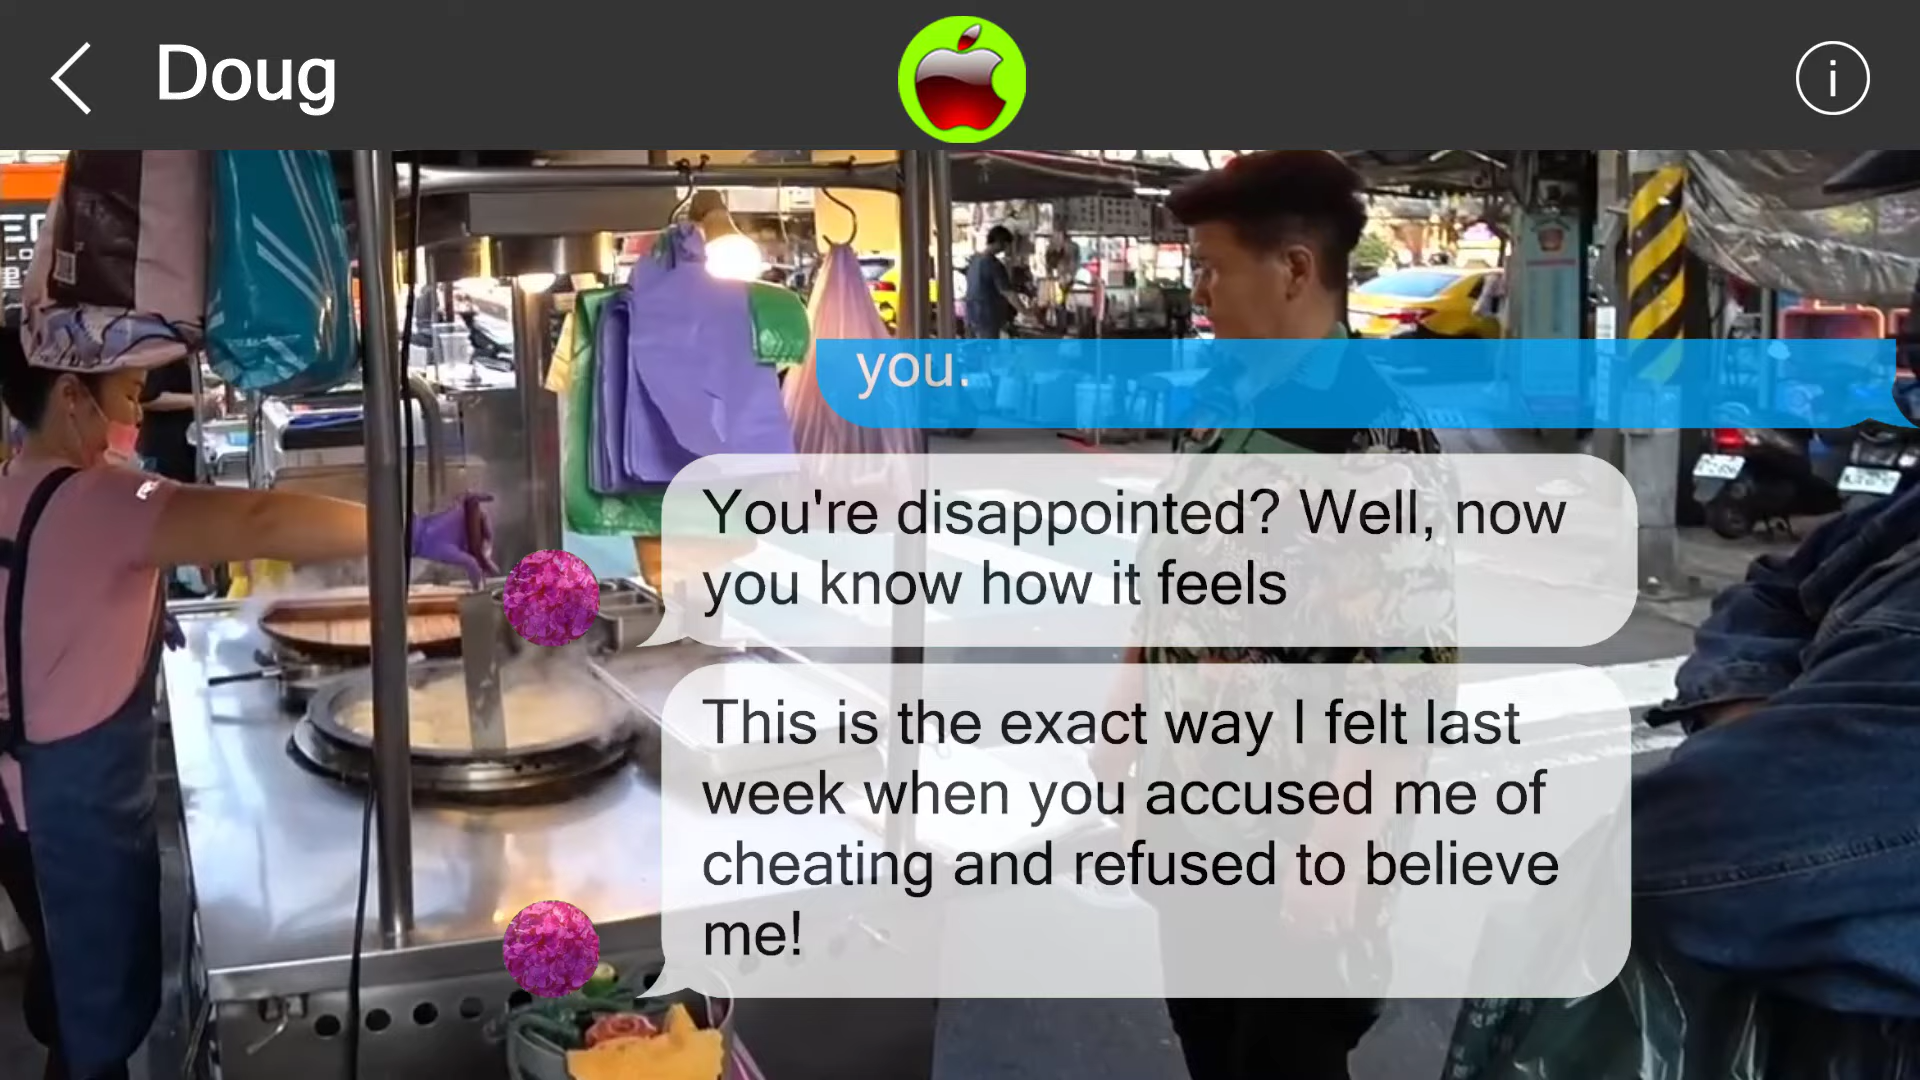 Doug
i
you.
You're disappointed? Well, now
you know how it feels
This is the exact way I felt last
week when you accused me of
cheating and refused to believe
me!